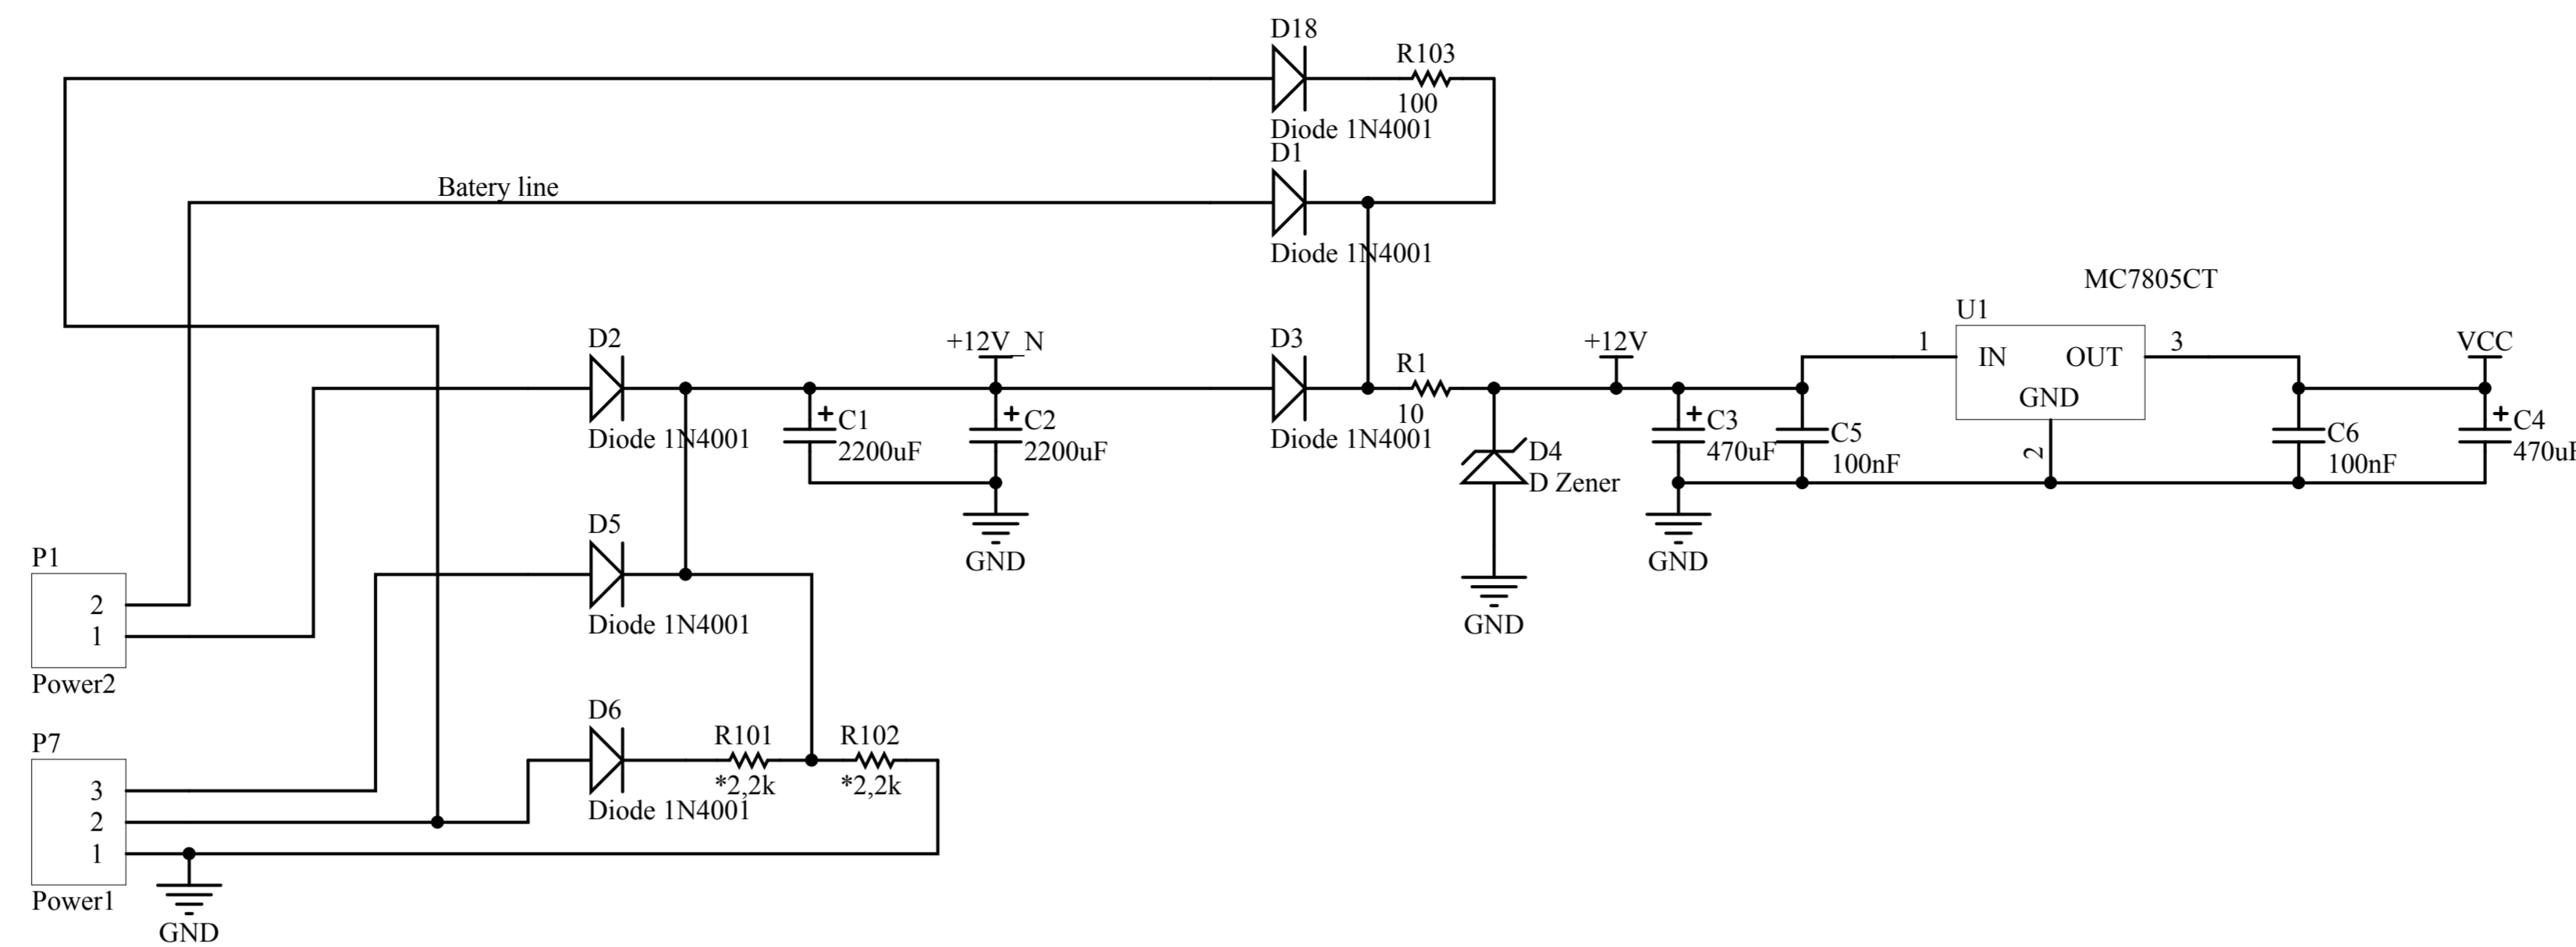 D18
R103
100
Diode 1N4001
D1
Batery line
Diode 1N4001
MC7805CT
U1
D2
+12V_N
D3
R1
+12V
1
IN
OUT
3
VCC
GND
2
Diode 1N4001
+
C1
2200uF
+
C2
2200uF
10
Diode 1N4001
D4
D Zener
+
C3
470uF
C5
100nF
C6
100nF
+
C4
470uF
GND
GND
GND
D5
Diode 1N4001
P1
2
1
Power2
D6
R101
*2,2k
R102
*2,2k
Diode 1N4001
P7
3
2
1
Power1
GND